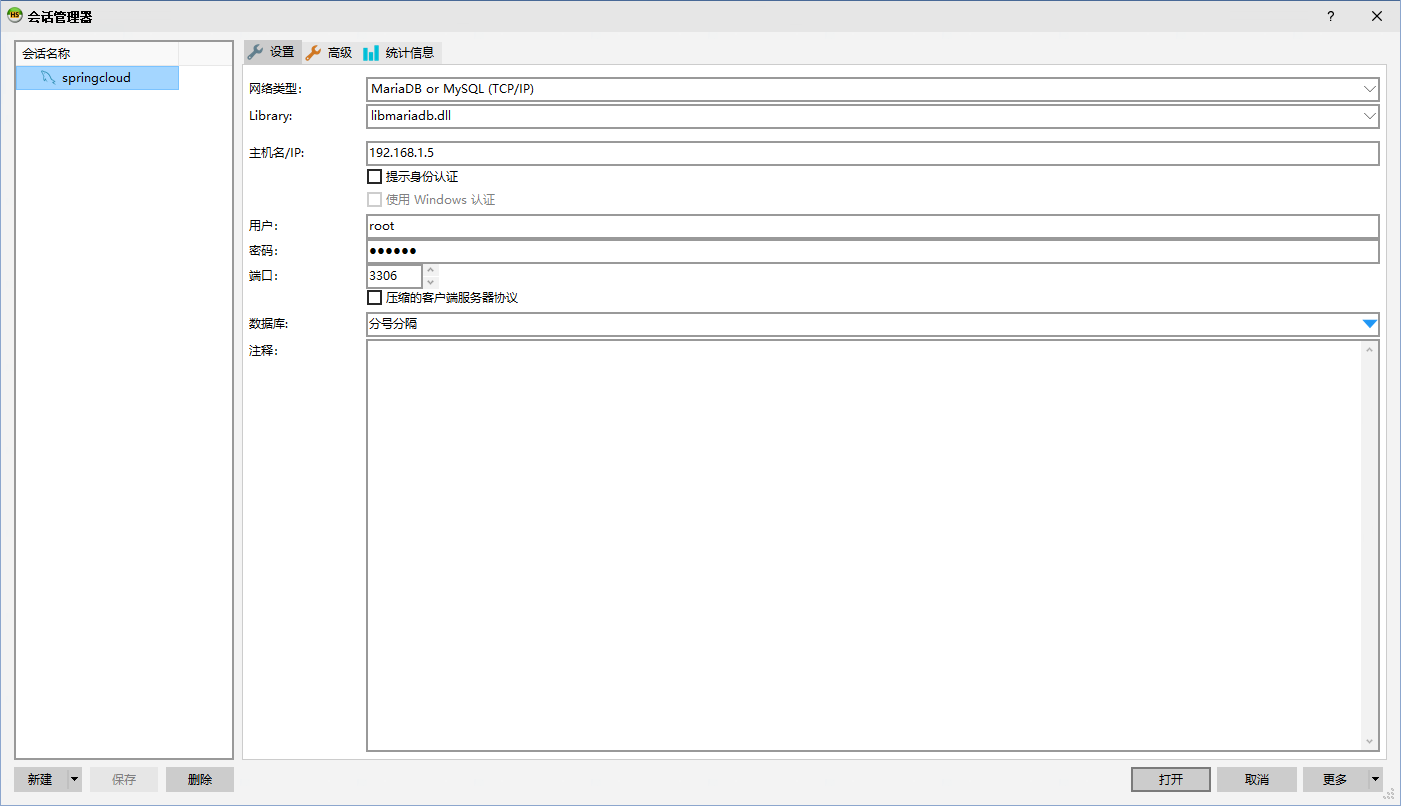 HS 会话管理器
?
会话名称
springcloud
设置 高级 统计信息
网络类型: MariaDB or MySQL (TCP/IP)
Library: libmariadb.dll
主机名/IP: 192.168.1.5
提示身份认证
使用 Windows 认证
用户: root
密码: ●●●●●●
端口: 3306
压缩的客户端服务器协议
数据库: 分号分隔
注释:
新建 保存 删除 打开 取消 更多